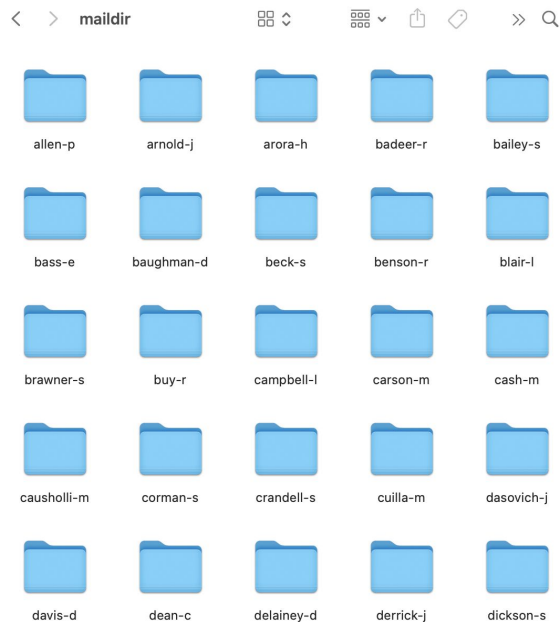 maildir
allen-p arnold-j arora-h badeer-r bailey-s
bass-e baughman-d beck-s benson-r blair-l
brawner-s buy-r campbell-l carson-m cash-m
causholli-m corman-s crandell-s cuilla-m dasovich-j
davis-d dean-c delainey-d derrick-j dickson-s